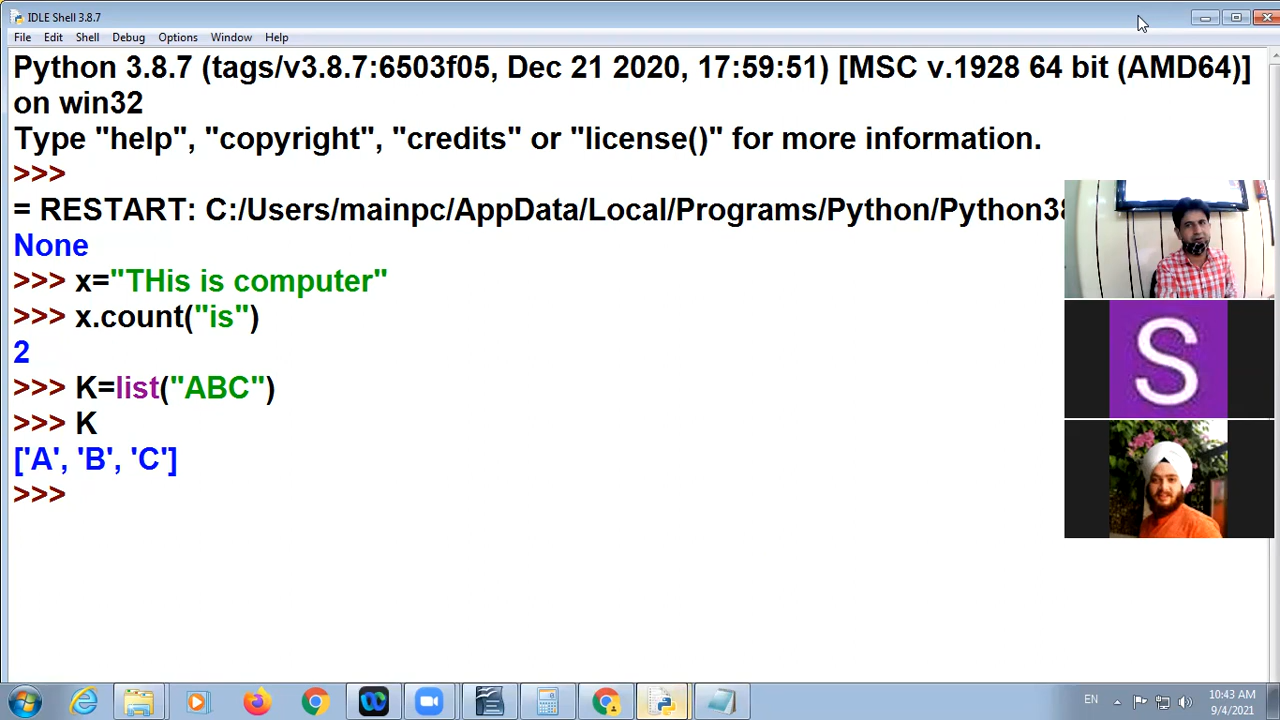 IDLE Shell 3.8.7
File Edit Shell Debug Options Window Help
Python 3.8.7 (tags/v3.8.7:6503f05, Dec 21 2020, 17:59:51) [MSC v.1928 64 bit (AMD64)]
on win32
Type "help", "copyright", "credits" or "license()" for more information.
>>>
= RESTART: C:/Users/mainpc/AppData/Local/Programs/Python/Python38
None
>>> x="THis is computer"
>>> x.count("is")
2
>>> K=list("ABC")
>>> K
['A', 'B', 'C']
>>>
S
EN
10:43 AM
9/4/2021